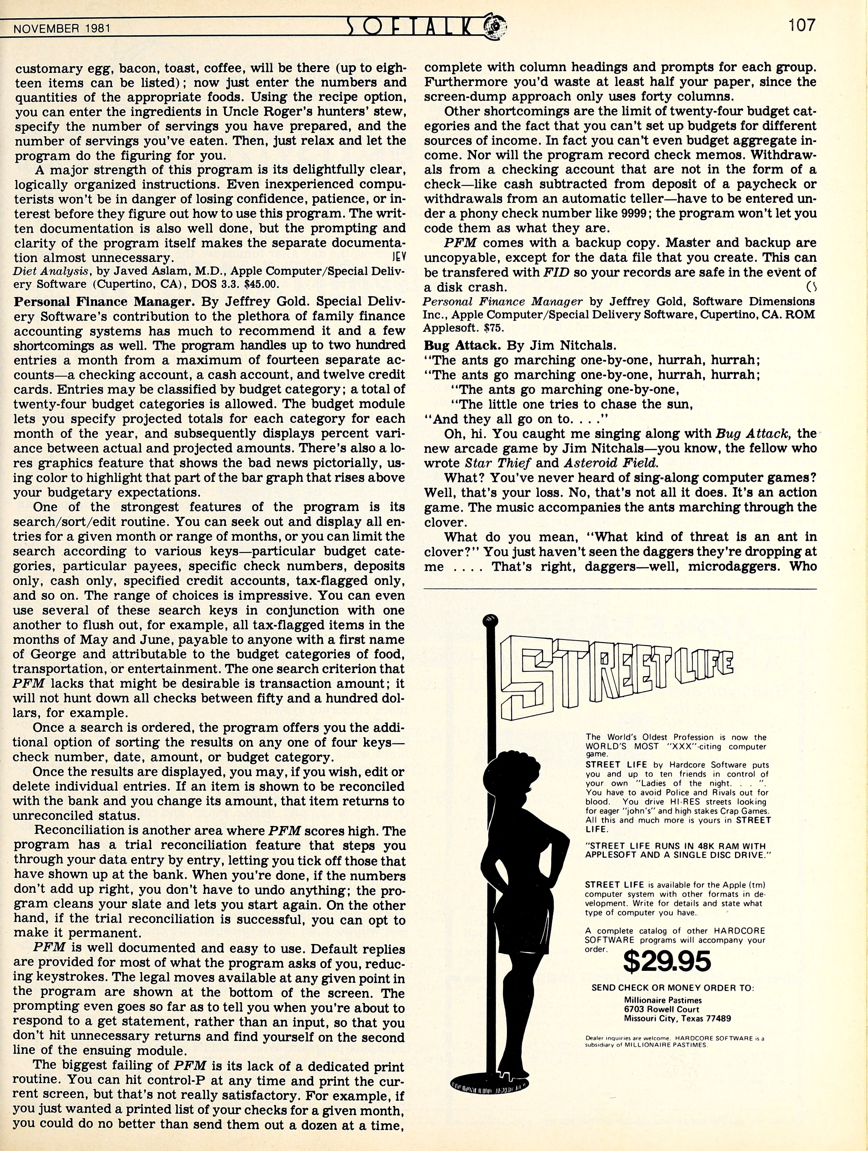 NOVEMBER 1981
SOFTALK
107
customary egg, bacon, toast, coffee, will be there (up to eigh-
teen items can be listed); now just enter the numbers and
quantities of the appropriate foods. Using the recipe option,
you can enter the ingredients in Uncle Roger's hunters' stew,
specify the number of servings you have prepared, and the
number of servings you've eaten. Then, just relax and let the
program do the figuring for you.
A major strength of this program is its delightfully clear,
logically organized instructions. Even inexperienced compu-
terists won't be in danger of losing confidence, patience, or in-
terest before they figure out how to use this program. The writ-
ten documentation is also well done, but the prompting and
clarity of the program itself makes the separate documenta-
tion almost unnecessary. JEV
Diet Analysis, by Javed Aslam, M.D., Apple Computer/Special Deliv-
ery Software (Cupertino, CA), DOS 3.3. $45.00.
Personal Finance Manager. By Jeffrey Gold. Special Deliv-
ery Software's contribution to the plethora of family finance
accounting systems has much to recommend it and a few
shortcomings as well. The program handles up to two hundred
entries a month from a maximum of fourteen separate ac-
counts—a checking account, a cash account, and twelve credit
cards. Entries may be classified by budget category; a total of
twenty-four budget categories is allowed. The budget module
lets you specify projected totals for each category for each
month of the year, and subsequently displays percent vari-
ance between actual and projected amounts. There's also a lo-
res graphics feature that shows the bad news pictorially, us-
ing color to highlight that part of the bar graph that rises above
your budgetary expectations.
One of the strongest features of the program is its
search/sort/edit routine. You can seek out and display all en-
tries for a given month or range of months, or you can limit the
search according to various keys—particular budget cate-
gories, particular payees, specific check numbers, deposits
only, cash only, specified credit accounts, tax-flagged only,
and so on. The range of choices is impressive. You can even
use several of these search keys in conjunction with one
another to flush out, for example, all tax-flagged items in the
months of May and June, payable to anyone with a first name
of George and attributable to the budget categories of food,
transportation, or entertainment. The one search criterion that
PFM lacks that might be desirable is transaction amount; it
will not hunt down all checks between fifty and a hundred dol-
lars, for example.
Once a search is ordered, the program offers you the addi-
tional option of sorting the results on any one of four keys—
check number, date, amount, or budget category.
Once the results are displayed, you may, if you wish, edit or
delete individual entries. If an item is shown to be reconciled
with the bank and you change its amount, that item returns to
unreconciled status.
Reconciliation is another area where PFM scores high. The
program has a trial reconciliation feature that steps you
through your data entry by entry, letting you tick off those that
have shown up at the bank. When you're done, if the numbers
don't add up right, you don't have to undo anything; the pro-
gram cleans your slate and lets you start again. On the other
hand, if the trial reconciliation is successful, you can opt to
make it permanent.
PFM is well documented and easy to use. Default replies
are provided for most of what the program asks of you, reduc-
ing keystrokes. The legal moves available at any given point in
the program are shown at the bottom of the screen. The
prompting even goes so far as to tell you when you're about to
respond to a get statement, rather than an input, so that you
don't hit unnecessary returns and find yourself on the second
line of the ensuing module.
The biggest failing of PFM is its lack of a dedicated print
routine. You can hit control-P at any time and print the cur-
rent screen, but that's not really satisfactory. For example, if
you just wanted a printed list of your checks for a given month,
you could do no better than send them out a dozen at a time,
complete with column headings and prompts for each group.
Furthermore you'd waste at least half your paper, since the
screen-dump approach only uses forty columns.
Other shortcomings are the limit of twenty-four budget cat-
egories and the fact that you can't set up budgets for different
sources of income. In fact you can't even budget aggregate in-
come. Nor will the program record check memos. Withdraw-
als from a checking account that are not in the form of a
check—like cash subtracted from deposit of a paycheck or
withdrawals from an automatic teller—have to be entered un-
der a phony check number like 9999; the program won't let you
code them as what they are.
PFM comes with a backup copy. Master and backup are
uncopyable, except for the data file that you create. This can
be transfered with FID so your records are safe in the event of
a disk crash.
Personal Finance Manager by Jeffrey Gold, Software Dimensions
Inc., Apple Computer/Special Delivery Software, Cupertino, CA. ROM
Applesoft. $75.
Bug Attack. By Jim Nitchals.
"The ants go marching one-by-one, hurrah, hurrah;
"The ants go marching one-by-one, hurrah, hurrah;
"The ants go marching one-by-one,
"The little one tries to chase the sun,
"And they all go on to. . . ."
Oh, hi. You caught me singing along with Bug Attack, the
new arcade game by Jim Nitchals—you know, the fellow who
wrote Star Thief and Asteroid Field.
What? You've never heard of sing-along computer games?
Well, that's your loss. No, that's not all it does. It's an action
game. The music accompanies the ants marching through the
clover.
What do you mean, "What kind of threat is an ant in
clover?" You just haven't seen the daggers they're dropping at
me .... That's right, daggers—well, microdaggers. Who
STREET LIFE
The World's Oldest Profession is now the
WORLD'S MOST "XXX"-citing computer
game.
STREET LIFE by Hardcore Software puts
you and up to ten friends in control of
your own "Ladies of the night. . . ".
You have to avoid Police and Rivals out for
blood. You drive HI-RES streets looking
for eager "john's" and high stakes Crap Games.
All this and much more is yours in STREET
LIFE.
"STREET LIFE RUNS IN 48K RAM WITH
APPLESOFT AND A SINGLE DISC DRIVE."
STREET LIFE is available for the Apple (tm)
computer system with other formats in de-
velopment. Write for details and state what
type of computer you have.
A complete catalog of other HARDCORE
SOFTWARE programs will accompany your
order.
$29.95
SEND CHECK OR MONEY ORDER TO:
Millionaire Pastimes
6703 Rowell Court
Missouri City, Texas 77489
Dealer inquiries are welcome. HARDCORE SOFTWARE is a
subsidiary of MILLIONAIRE PASTIMES.